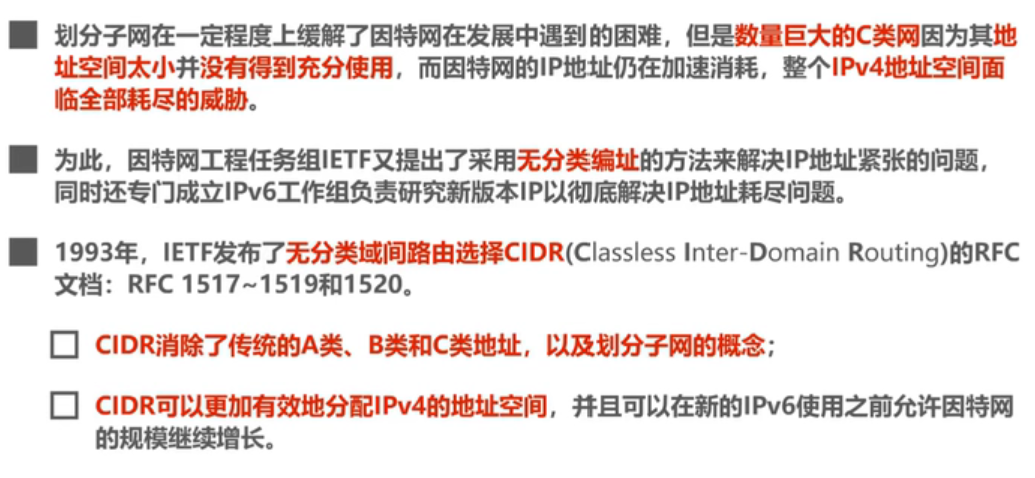 划分子网在一定程度上缓解了因特网在发展中遇到的困难，但是数量巨大的C类网因为其地
址空间太小并没有得到充分使用，而因特网的IP地址仍在加速消耗，整个IPv4地址空间面
临全部耗尽的威胁。
为此，因特网工程任务组IETF又提出了采用无分类编址的方法来解决IP地址紧张的问题，
同时还专门成立IPv6工作组负责研究新版本IP以彻底解决IP地址耗尽问题。
1993年，IETF发布了无分类域间路由选择CIDR(Classless Inter-Domain Routing)的RFC
文档：RFC 1517~1519和1520。
CIDR消除了传统的A类、B类和C类地址，以及划分子网的概念；
CIDR可以更加有效地分配IPv4的地址空间，并且可以在新的IPv6使用之前允许因特网
的规模继续增长。